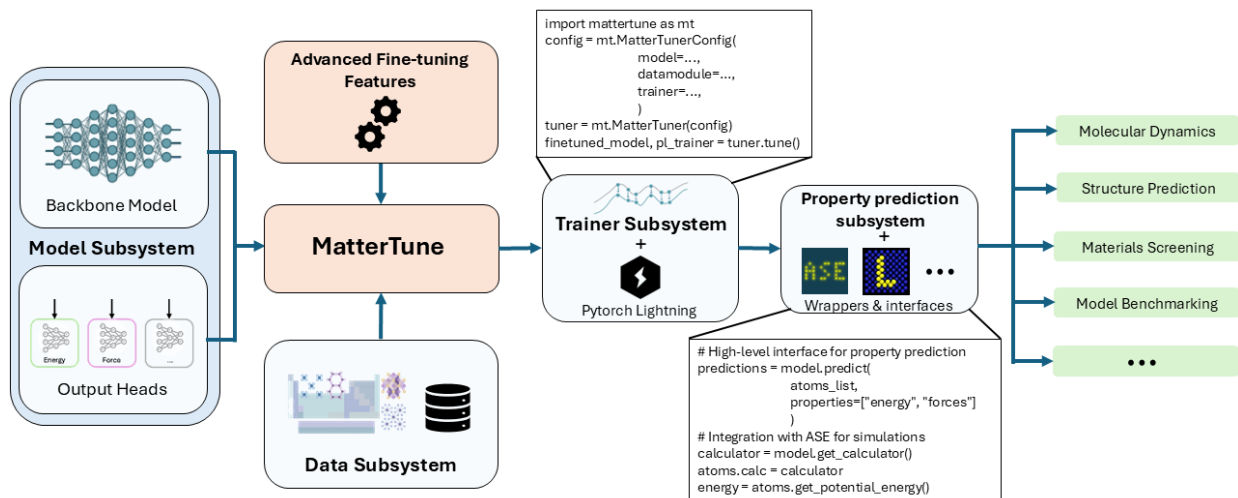 Backbone Model
Model Subsystem
Energy
Force
...
Output Heads
Advanced Fine-tuning
Features
MatterTune
Data Subsystem
import mattertune as mt
config = mt.MatterTunerConfig(
model=...,
datamodule=...,
trainer=...,
)
tuner = mt.MatterTuner(config)
finetuned_model, pl_trainer = tuner.tune()
Trainer Subsystem
+
Pytorch Lightning
Property prediction
subsystem
+
ASE
L
•••
Wrappers & interfaces
# High-level interface for property prediction
predictions = model.predict(
atoms_list,
properties=["energy", "forces"]
)
# Integration with ASE for simulations
calculator = model.get_calculator()
atoms.calc = calculator
energy = atoms.get_potential_energy()
Molecular Dynamics
Structure Prediction
Materials Screening
Model Benchmarking
•••